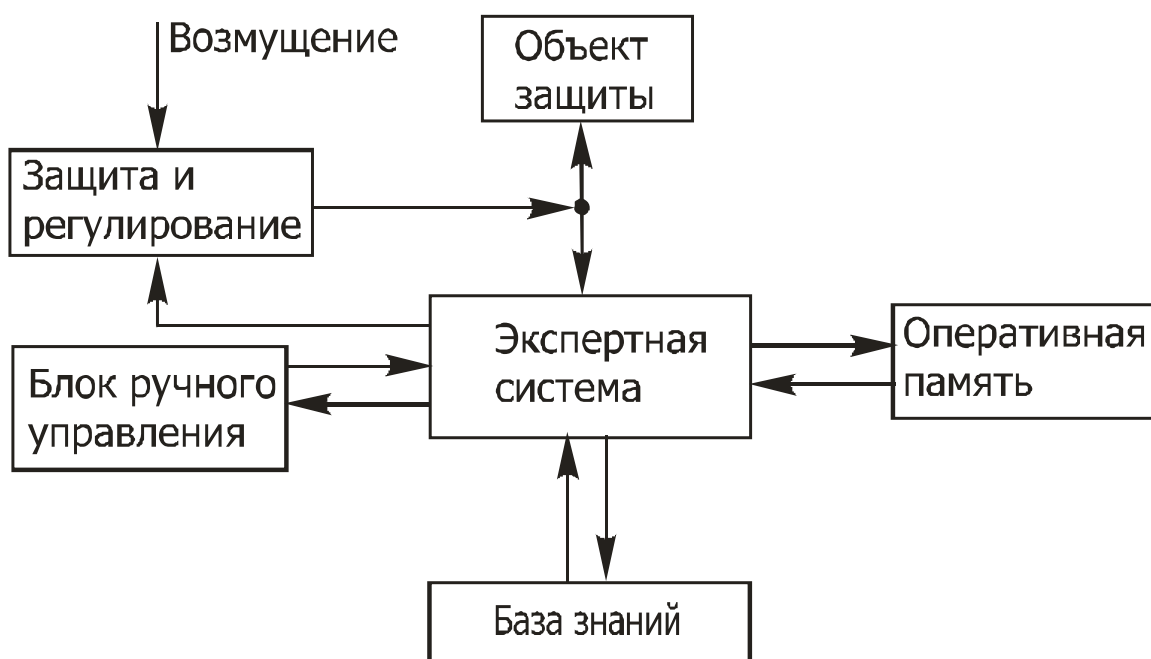 Возмущение
Объект
защиты
Защита и
регулирование
Экспертная
система
Оперативная
память
Блок ручного
управления
База знаний